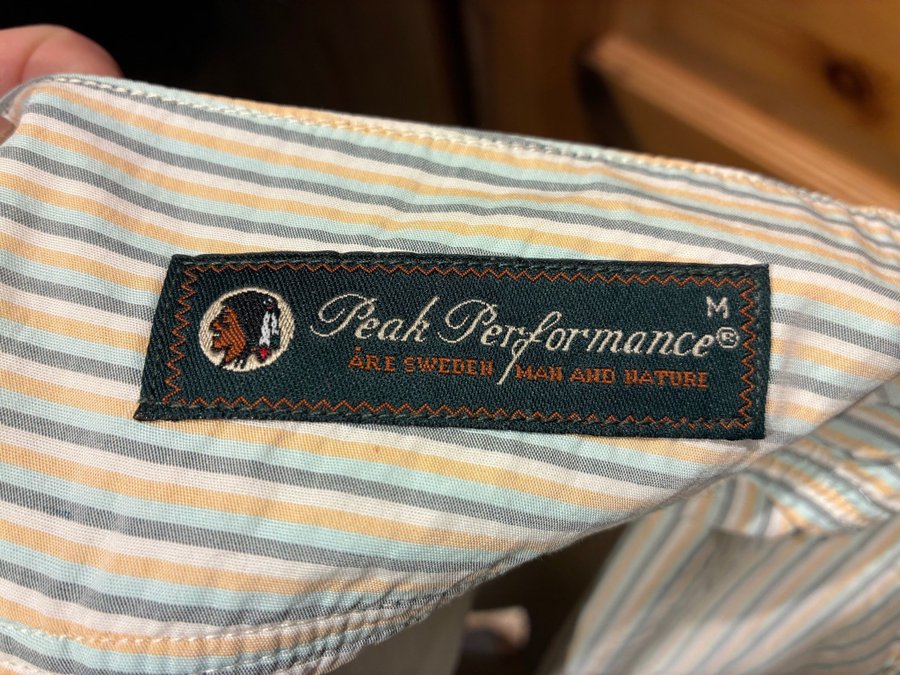 M
Peak Performance®
ÅRE SWEDEN MAN AND NATURE